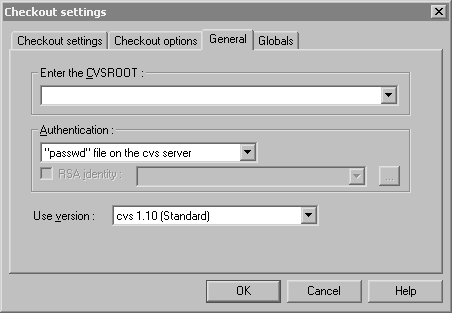 Checkout settings
Checkout settings Checkout options General Globals
Enter the CVSROOT :
Authentication :
"passwd" file on the cvs server
RSA identity :
...
Use version : cvs 1.10 (Standard)
OK Cancel Help